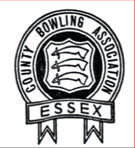 COUNTY BOWLING ASSOCIATION
ESSEX